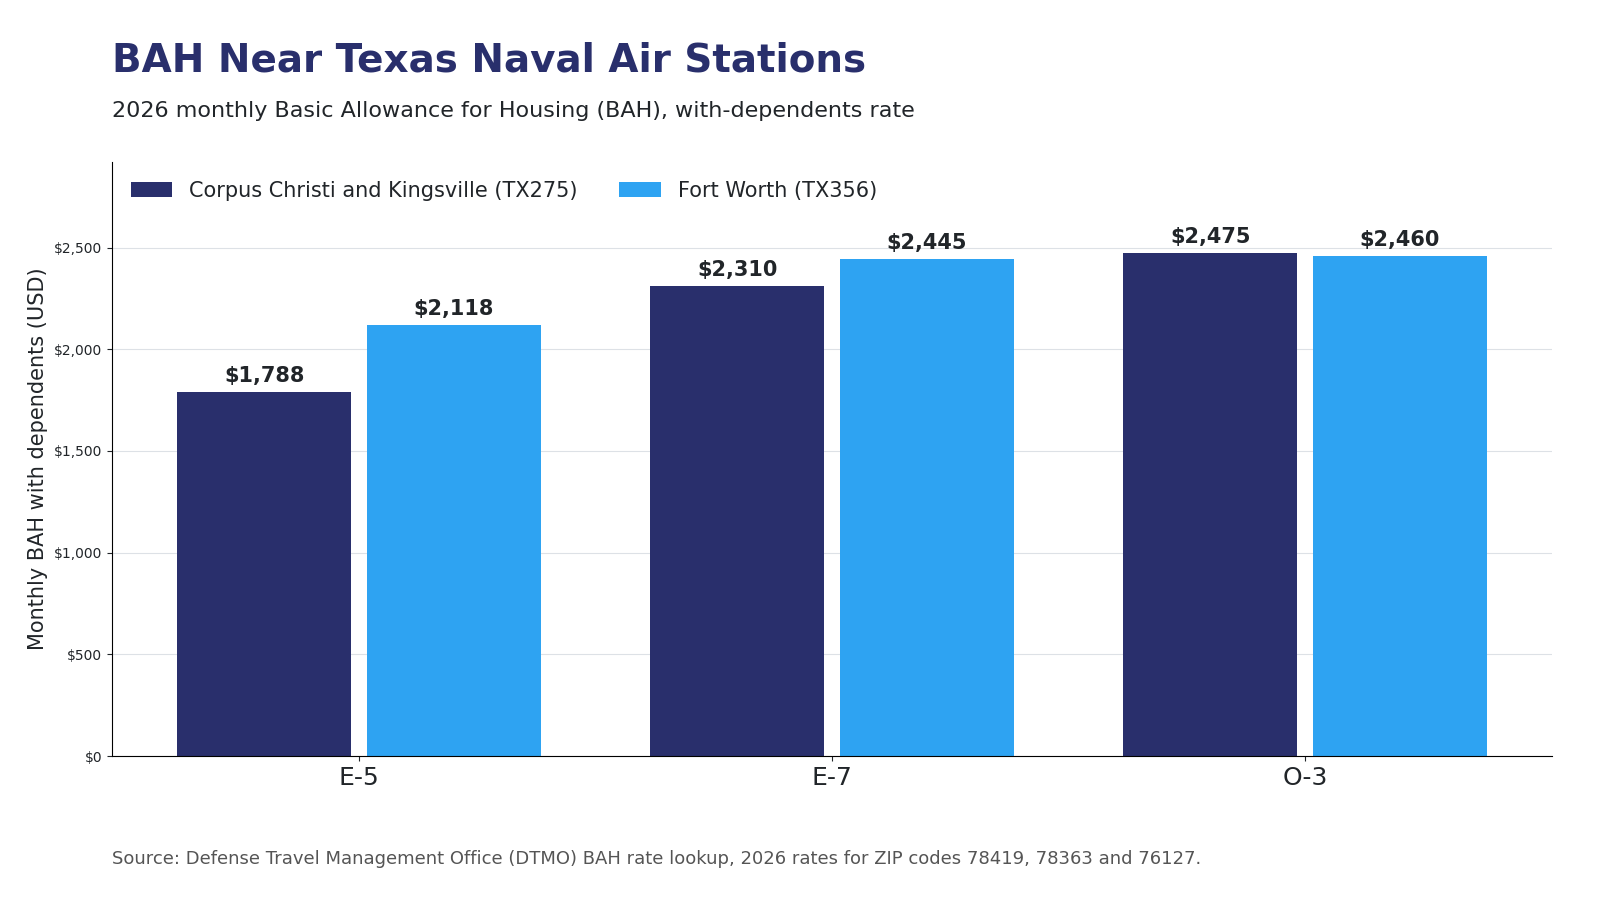 BAH Near Texas Naval Air Stations
2026 monthly Basic Allowance for Housing (BAH), with-dependents rate
Corpus Christi and Kingsville (TX275)
Fort Worth (TX356)
Monthly BAH with dependents (USD)
$2,500
$2,000
$1,500
$1,000
$500
$0
$1,788
$2,118
$2,310
$2,445
$2,475
$2,460
E-5
E-7
O-3
Source: Defense Travel Management Office (DTMO) BAH rate lookup, 2026 rates for ZIP codes 78419, 78363 and 76127.